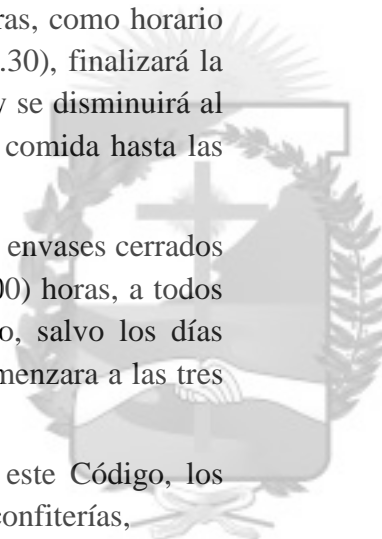 ras, como horario
.30), finalizará la
y se disminuirá al
comida hasta las
envases cerrados
00) horas, a todos
o, salvo los días
menzara a las tres
este Código, los
confiterías,